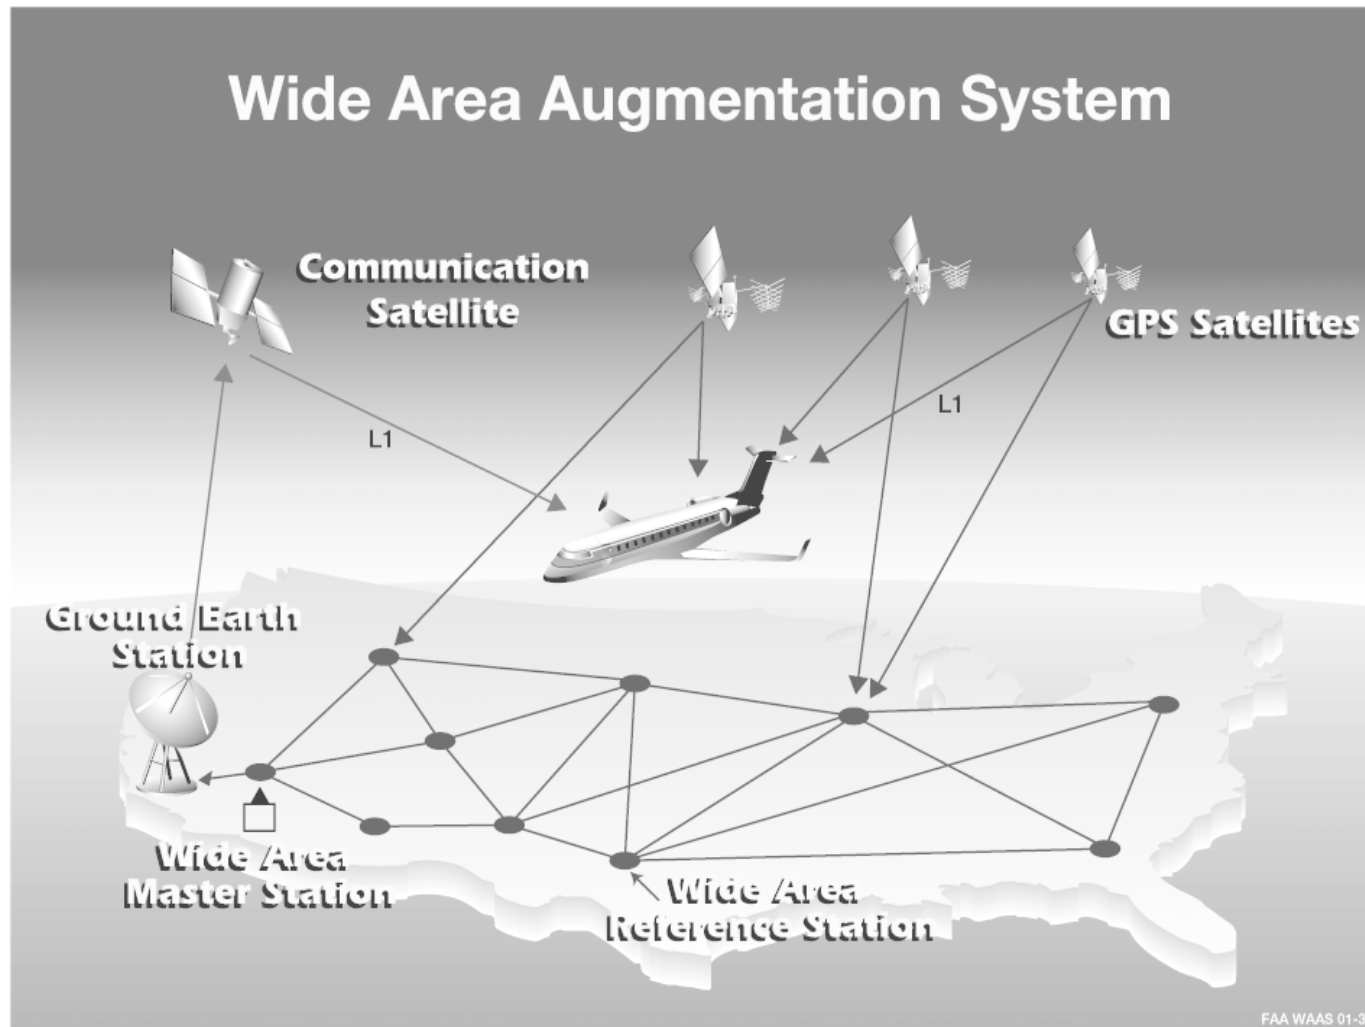 Wide Area Augmentation System
Communication
Satellite
GPS Satellites
L1
L1
Ground Earth
Station
Wide Area
Master Station
Wide Area
Reference Station
FAA WAAS 01-3